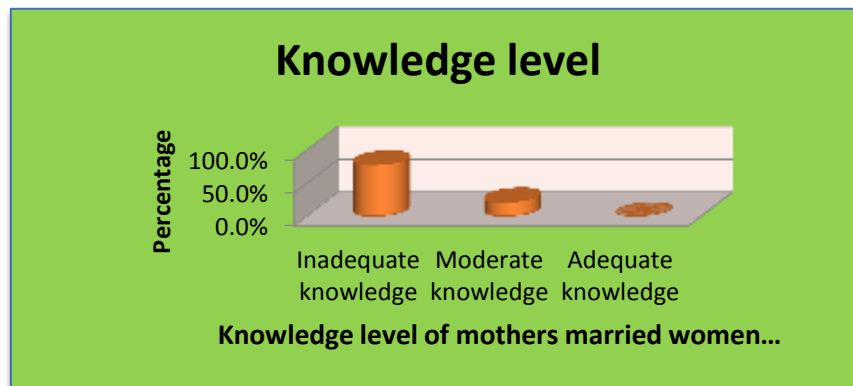 Knowledge level
Percentage
100.0%
50.0%
0.0%
Inadequate knowledge
Moderate knowledge
Adequate knowledge
Knowledge level of mothers married women…